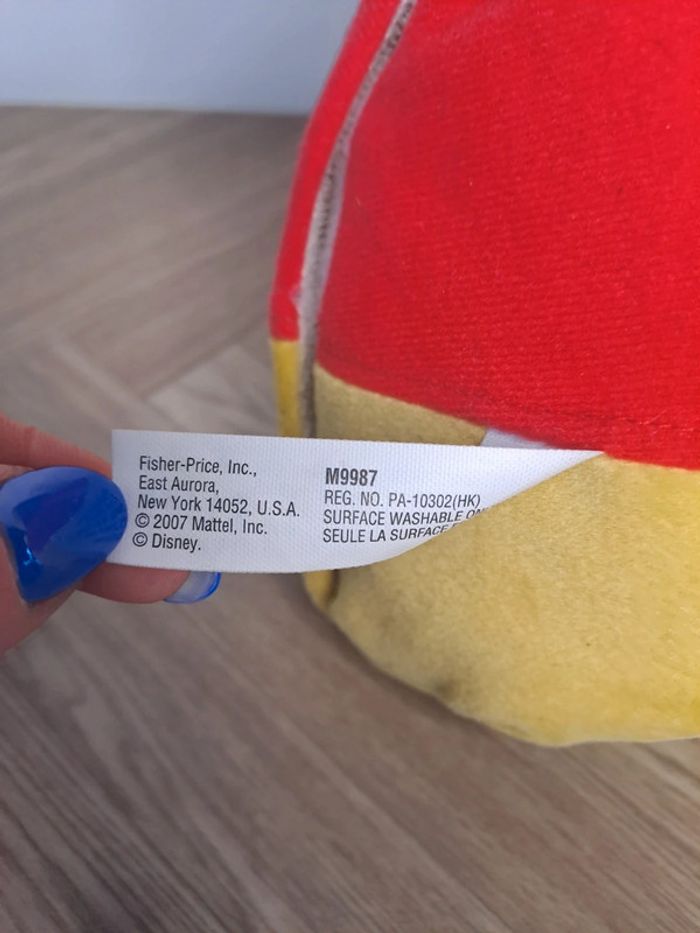 Fisher-Price, Inc.,
East Aurora,
New York 14052, U.S.A.
© 2007 Mattel, Inc.
© Disney.
M9987
REG. NO. PA-10302(HK)
SURFACE WASHABLE
SEULE LA SURFACE